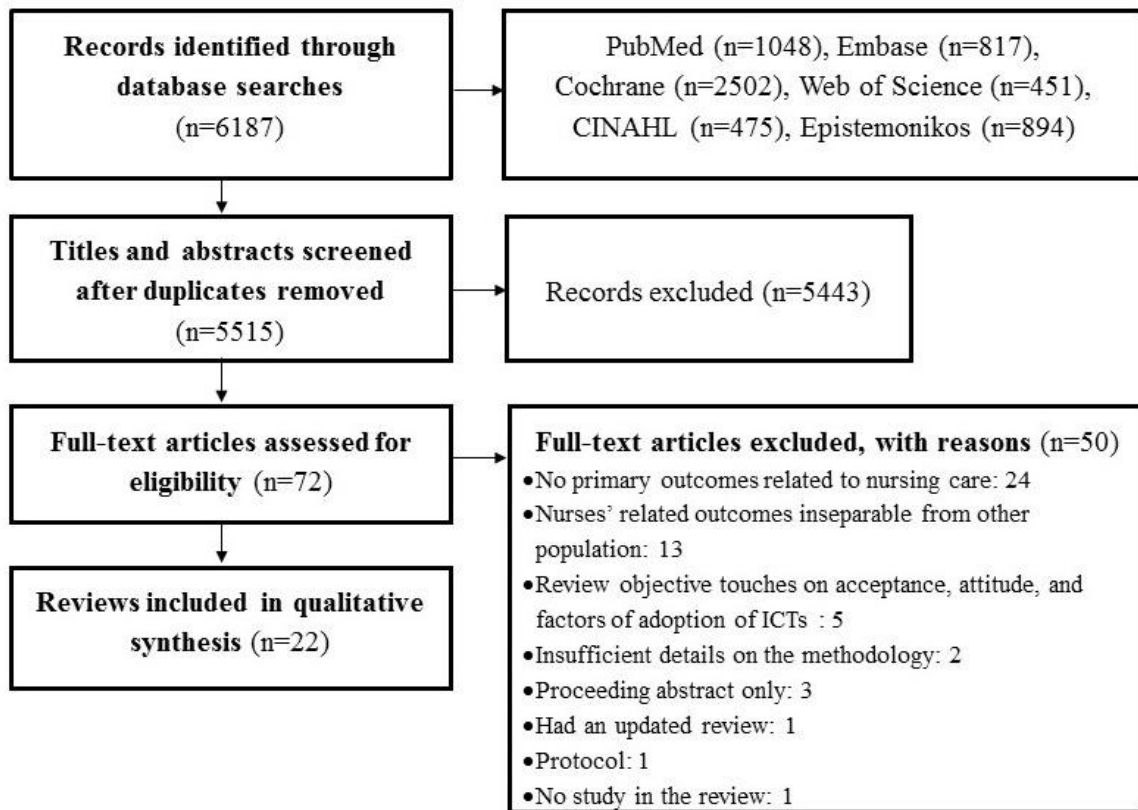 Records identified through
database searches
(n=6187)
PubMed (n=1048), Embase (n=817),
Cochrane (n=2502), Web of Science (n=451),
CINAHL (n=475), Epistemonikos (n=894)
Titles and abstracts screened
after duplicates removed
(n=5515)
Records excluded (n=5443)
Full-text articles assessed for
eligibility (n=72)
Full-text articles excluded, with reasons (n=50)
•No primary outcomes related to nursing care: 24
•Nurses’ related outcomes inseparable from other
population: 13
•Review objective touches on acceptance, attitude, and
factors of adoption of ICTs : 5
•Insufficient details on the methodology: 2
•Proceeding abstract only: 3
•Had an updated review: 1
•Protocol: 1
•No study in the review: 1
Reviews included in qualitative
synthesis (n=22)